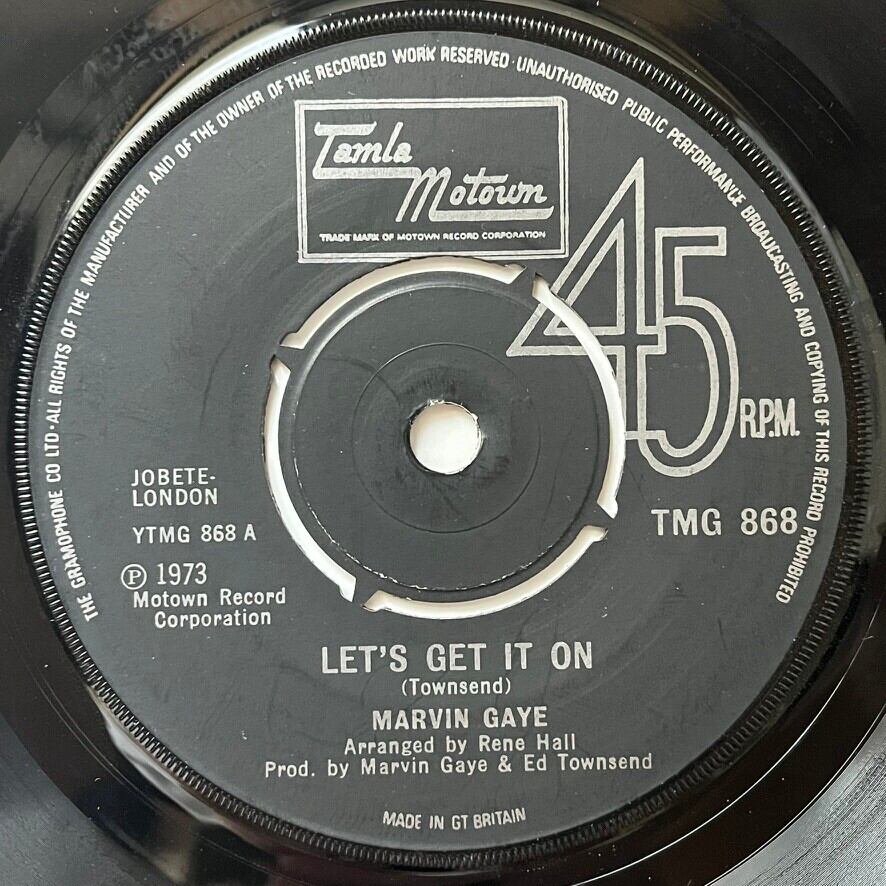 THE GRAMOPHONE CO LTD·ALL RIGHTS OF THE MANUFACTURER AND OF THE OWNER OF THE RECORDED WORK RESERVED·UNAUTHORISED PUBLIC PERFORMANCE BROADCASTING AND COPYING OF THIS RECORD PROHIBITED
Tamla
Motown
TRADE MARK OF MOTOWN RECORD CORPORATION
45
R.P.M.
JOBETE-
LONDON
YTMG 868 A
TMG 868
℗ 1973
Motown Record
Corporation
LET'S GET IT ON
(Townsend)
MARVIN GAYE
Arranged by Rene Hall
Prod. by Marvin Gaye & Ed Townsend
MADE IN GT BRITAIN